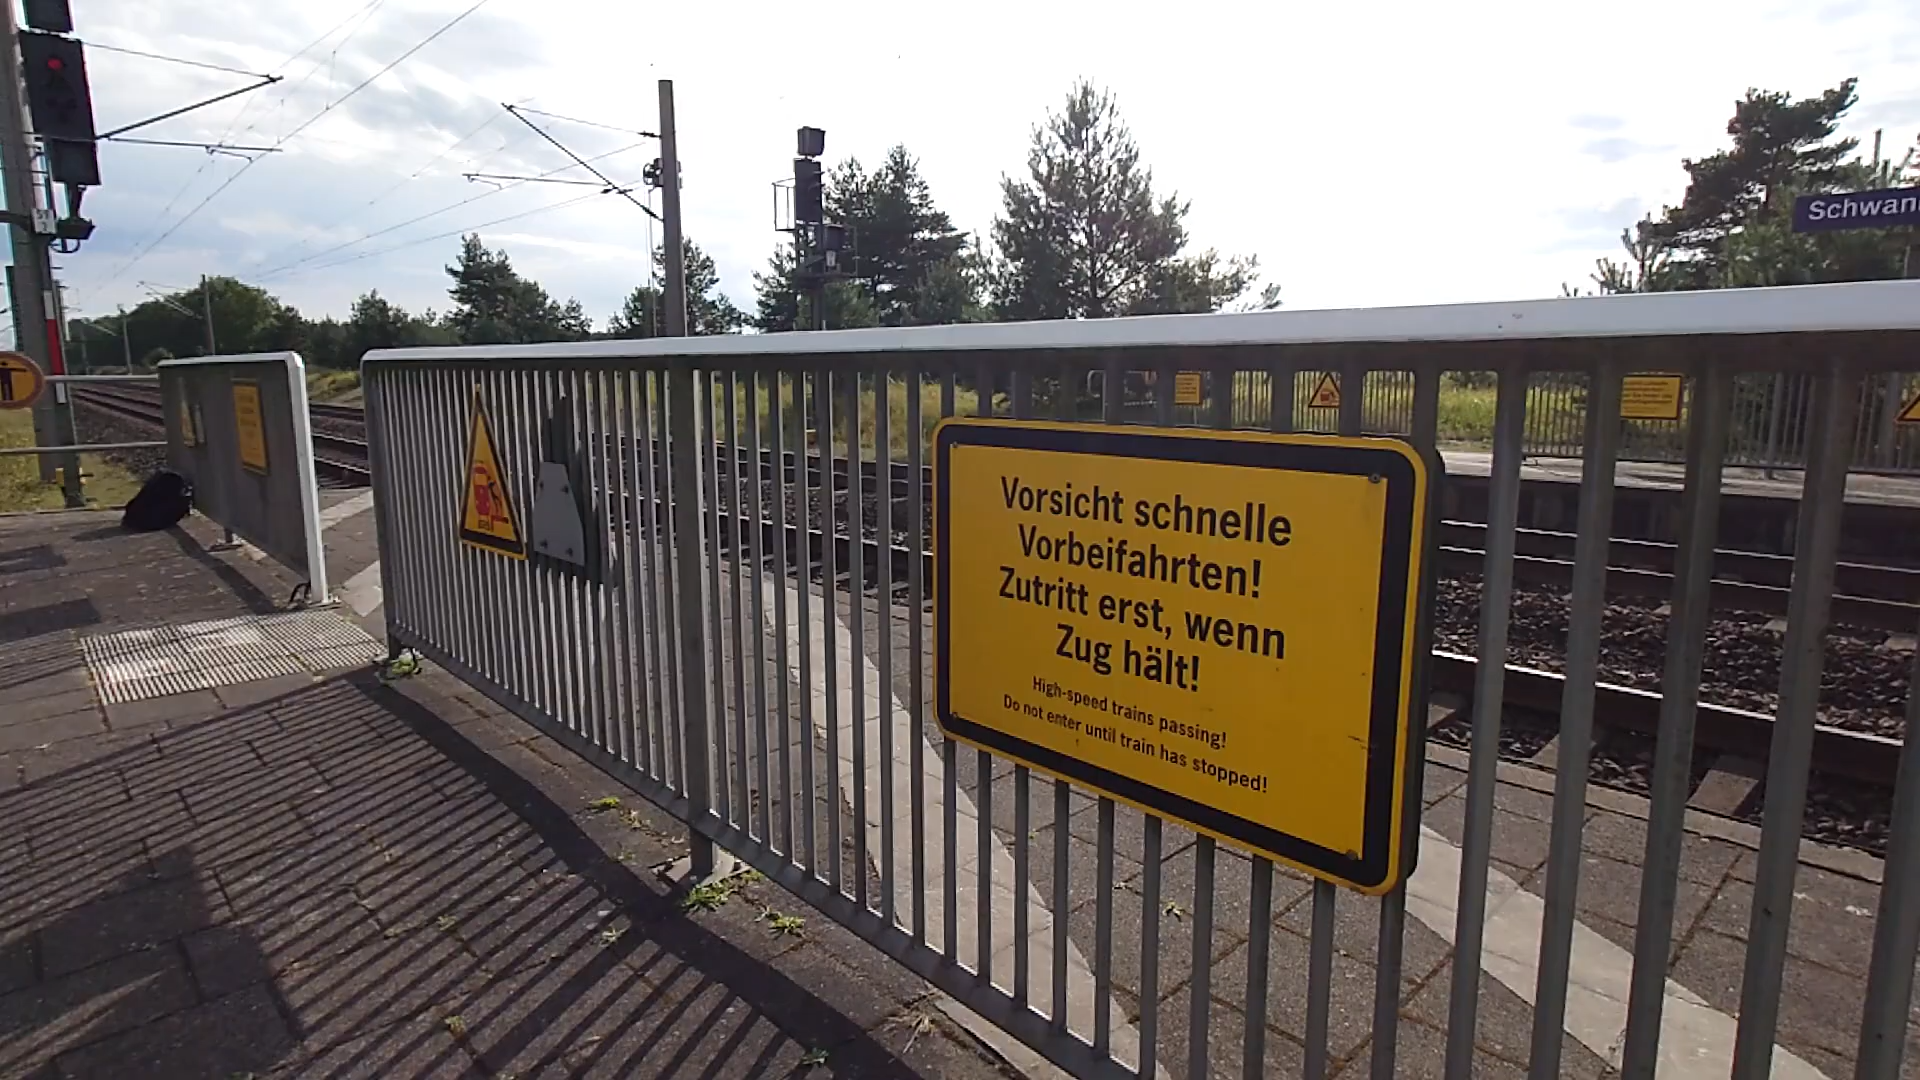 Schwan
Vorsicht schnelle
Vorbeifahrten!
Zutritt erst, wenn
Zug hält!
High-speed trains passing!
Do not enter until train has stopped!